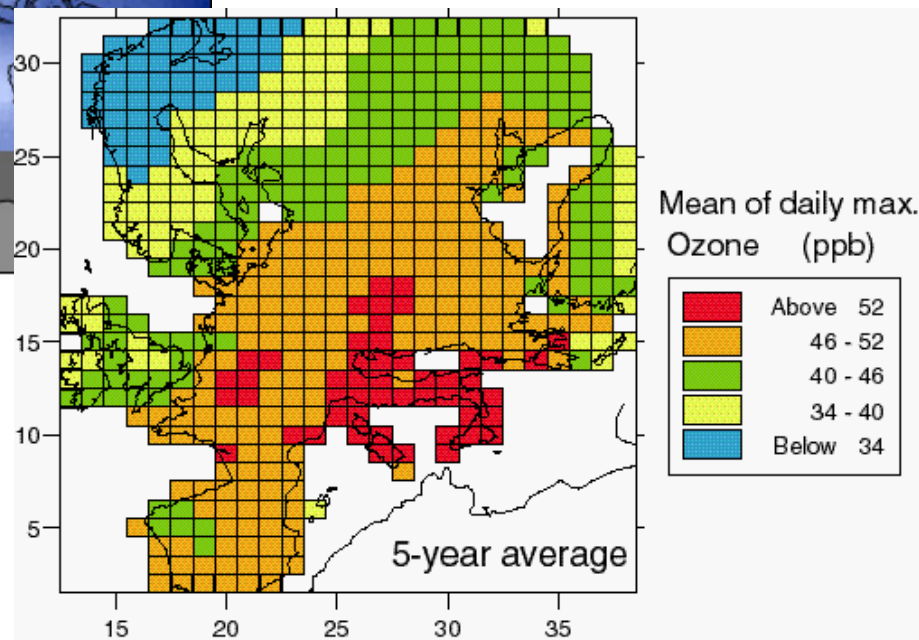 30
25
20
15
10
5
15
20
25
30
35
5-year average
Mean of daily max.
Ozone (ppb)
Above 52
46 - 52
40 - 46
34 - 40
Below 34